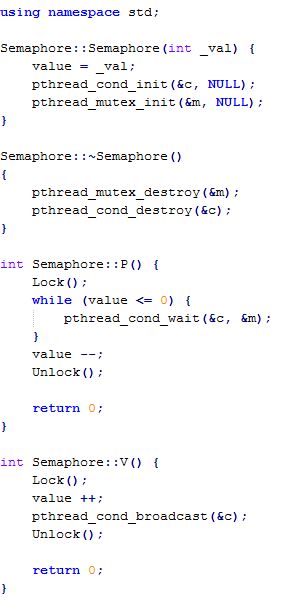 using namespace std;
Semaphore::Semaphore(int _val) {
value = _val;
pthread_cond_init(&c, NULL);
pthread_mutex_init(&m, NULL);
}
Semaphore::~Semaphore()
{
pthread_mutex_destroy(&m);
pthread_cond_destroy(&c);
}
int Semaphore::P() {
Lock();
while (value <= 0) {
pthread_cond_wait(&c, &m);
}
value --;
Unlock();
return 0;
}
int Semaphore::V() {
Lock();
value ++;
pthread_cond_broadcast(&c);
Unlock();
return 0;
}